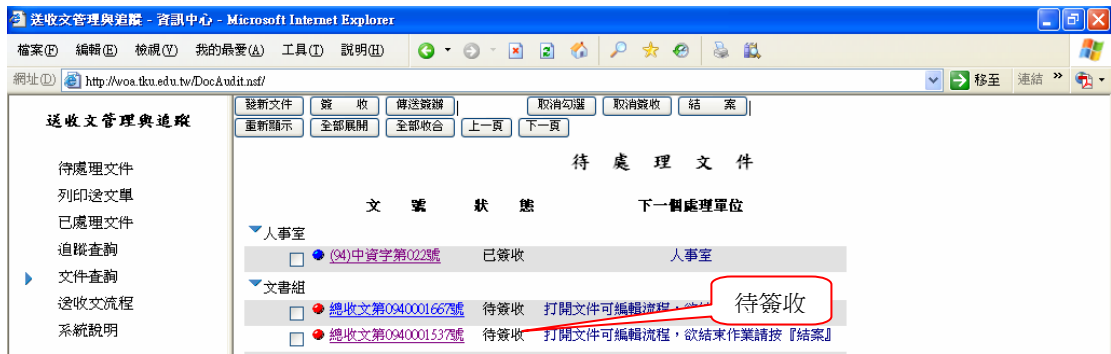 送收文管理與追蹤 - 資訊中心 - Microsoft Internet Explorer
檔案(F) 編輯(E) 檢視(V) 我的最愛(A) 工具(T) 說明(H)
網址(D) http://woa.tku.edu.tw/DocAudit.nsf/ 移至 連結 »
送收文管理與追蹤
待處理文件
列印送文單
已處理文件
追蹤查詢
文件查詢
送收文流程
系統說明
發新文件 簽 收 傳送簽辦 | 取消勾選 取消簽收 結 案 |
重新顯示 全部展開 全部收合 上一頁 下一頁
待 處 理 文 件
文 號 狀 態 下一個處理單位
人事室
(94)中資字第022號 已簽收 人事室
文書組
總收文第0940001667號 待簽收 打開文件可編輯流程,欲結
總收文第0940001537號 待簽收 打開文件可編輯流程,欲結束作業請按『結案』
待簽收